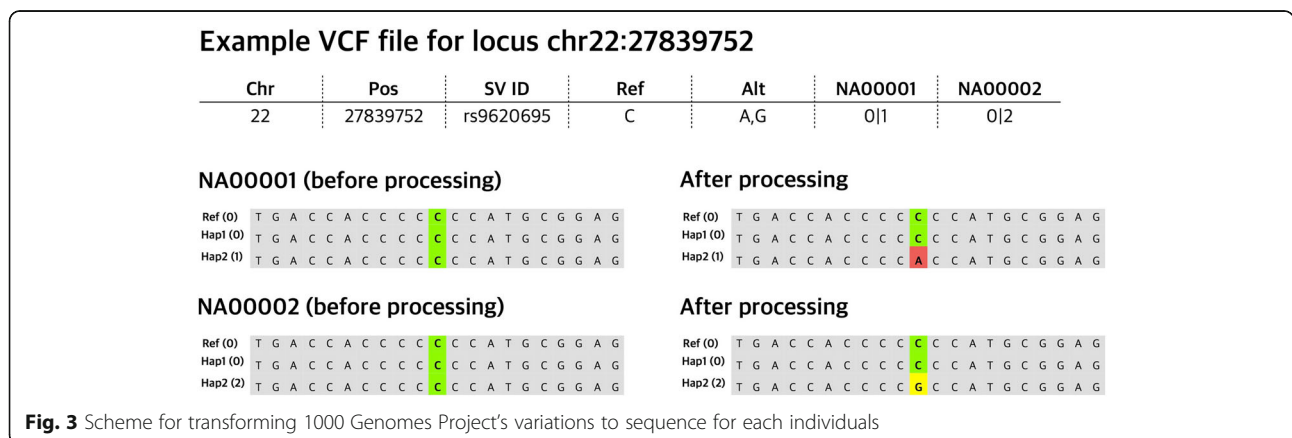 Example VCF file for locus chr22:27839752
Chr Pos SV ID Ref Alt NA00001 NA00002
22 27839752 rs9620695 C A,G 0|1 0|2
NA00001 (before processing) After processing
Ref (0) T G A C C A C C C C C C C A T G C G G A G Ref (0) T G A C C A C C C C C C C A T G C G G A G
Hap1 (0) T G A C C A C C C C C C C A T G C G G A G Hap1 (0) T G A C C A C C C C C C C A T G C G G A G
Hap2 (1) T G A C C A C C C C C C C A T G C G G A G Hap2 (1) T G A C C A C C C C A C C A T G C G G A G
NA00002 (before processing) After processing
Ref (0) T G A C C A C C C C C C C A T G C G G A G Ref (0) T G A C C A C C C C C C C A T G C G G A G
Hap1 (0) T G A C C A C C C C C C C A T G C G G A G Hap1 (0) T G A C C A C C C C C C C A T G C G G A G
Hap2 (2) T G A C C A C C C C C C C A T G C G G A G Hap2 (2) T G A C C A C C C C G C C A T G C G G A G
Fig. 3 Scheme for transforming 1000 Genomes Project's variations to sequence for each individuals